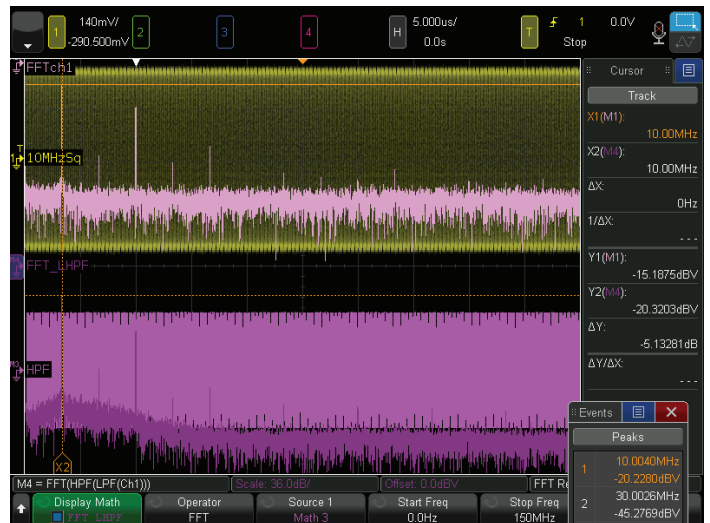 1 140mV/ -290.500mV 2 3 4 H 5.000us/ 0.0s T 1 0.0V Stop
FFTch1
10MHzSq
FFT_LHPF
M3
HPF
X2
Cursor
Track
X1(M1):
10.00MHz
X2(M4):
10.00MHz
ΔX:
0Hz
1/ΔX:
---
Y1(M1):
-15.1875dBV
Y2(M4):
-20.3203dBV
ΔY:
-5.13281dB
ΔY/ΔX:
---
Events
Peaks
1 10.0040MHz
-20.2280dBV
2 30.0026MHz
-45.2769dBV
M4 = FFT(HPF(LPF(Ch1))) Scale: 36.0dB/ Offset: 0.0dBV FFT Re
Display Math Operator Source 1 Start Freq Stop Freq
FFT_LHPF FFT Math 3 0.0Hz 150MHz